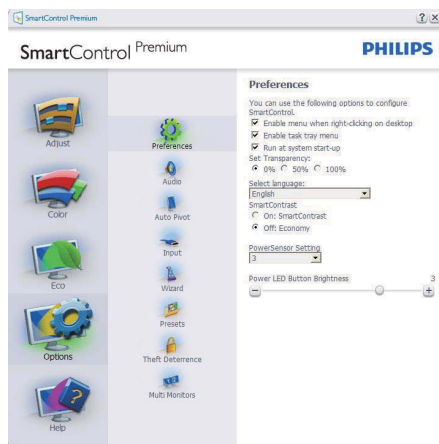 SmartControl Premium
SmartControl Premium
PHILIPS
Adjust
Color
Eco
Options
Help
Preferences
Audio
Auto Pivot
Input
Wizard
Presets
Theft Deterrence
Multi Monitors
Preferences
You can use the following options to configure
SmartControl.
Enable menu when right-clicking on desktop
Enable task tray menu
Run at system start-up
Set Transparency:
0% 50% 100%
Select language:
English
SmartContrast
On: SmartContrast
Off: Economy
PowerSensor Setting
3
Power LED Button Brightness 3